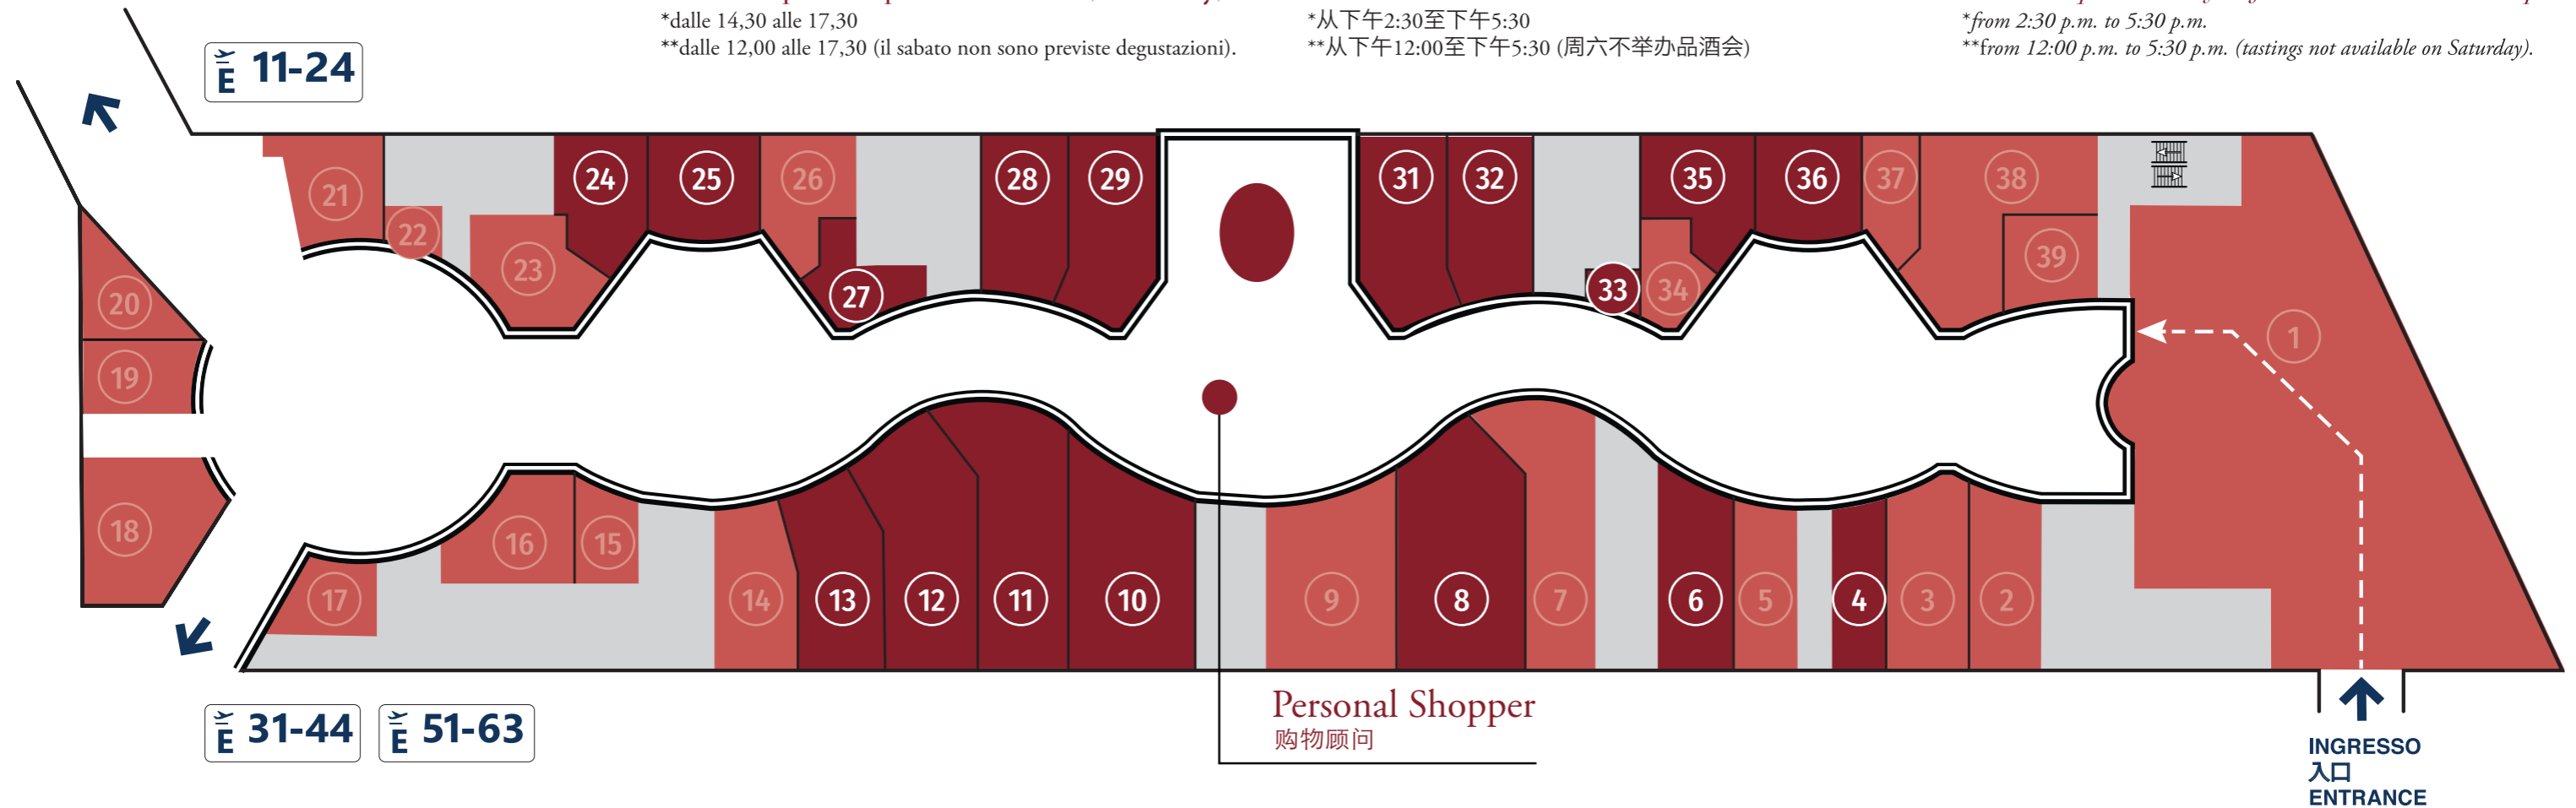 *dalle 14,30 alle 17,30
**dalle 12,00 alle 17,30 (il sabato non sono previste degustazioni).
*从下午2:30至下午5:30
**从下午12:00至下午5:30 (周六不举办品酒会)
*from 2:30 p.m. to 5:30 p.m.
**from 12:00 p.m. to 5:30 p.m. (tastings not available on Saturday).
E 11-24
21
22
23
24
25
26
27
28
29
31
32
33
34
35
36
37
38
39
1
20
19
18
17
16
15
14
13
12
11
10
9
8
7
6
5
4
3
2
E 31-44
E 51-63
Personal Shopper
购物顾问
INGRESSO
入口
ENTRANCE